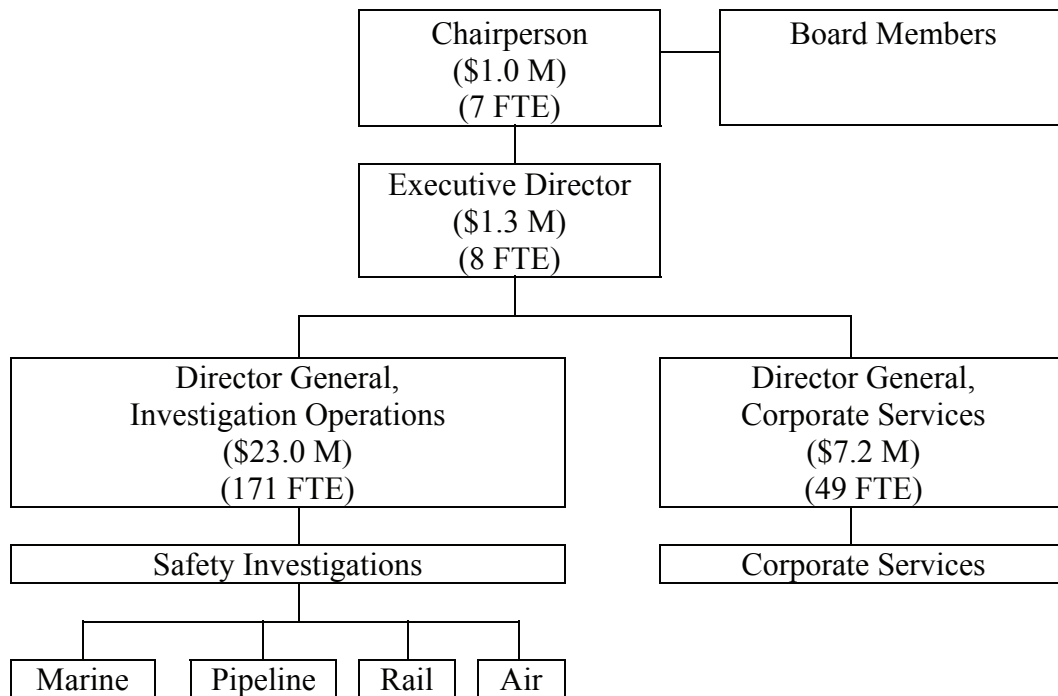 Chairperson
($1.0 M)
(7 FTE)
Board Members
Executive Director
($1.3 M)
(8 FTE)
Director General,
Investigation Operations
($23.0 M)
(171 FTE)
Director General,
Corporate Services
($7.2 M)
(49 FTE)
Safety Investigations
Corporate Services
Marine
Pipeline
Rail
Air